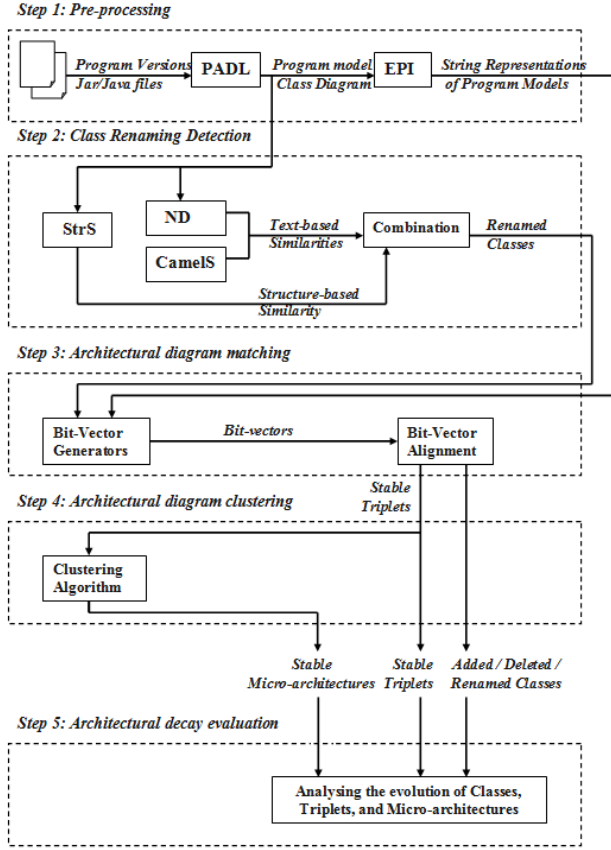 Step 1: Pre-processing
Program Versions
Jar/Java files
PADL
Program model
Class Diagram
EPI
String Representations
of Program Models
Step 2: Class Renaming Detection
StrS
ND
CamelS
Text-based
Similarities
Combination
Renamed
Classes
Structure-based
Similarity
Step 3: Architectural diagram matching
Bit-Vector
Generators
Bit-vectors
Bit-Vector
Alignment
Stable
Triplets
Step 4: Architectural diagram clustering
Clustering
Algorithm
Stable
Micro-architectures
Stable
Triplets
Added / Deleted /
Renamed Classes
Step 5: Architectural decay evaluation
Analysing the evolution of Classes,
Triplets, and Micro-architectures